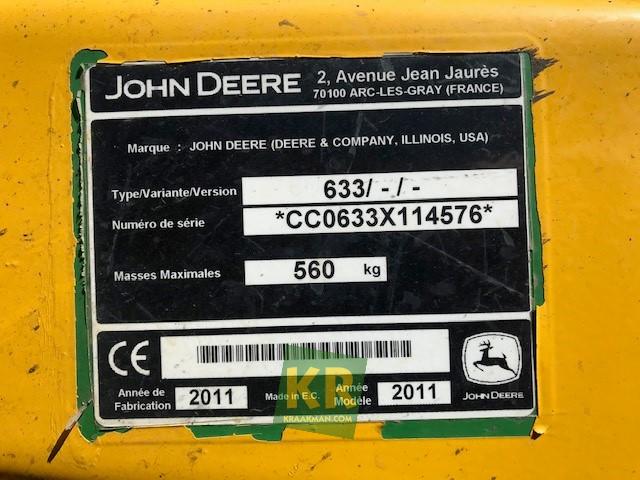 JOHN DEERE
2, Avenue Jean Jaurès
70100 ARC-LES-GRAY (FRANCE)
Marque : JOHN DEERE (DEERE & COMPANY, ILLINOIS, USA)
Type/Variante/Version 633/ - / -
Numéro de série *CC0633X114576*
Masses Maximales 560 kg
CE
Année de Fabrication 2011
Made in E.C.
Année Modèle 2011
JOHN DEERE
KP
KRAAKMAN.COM